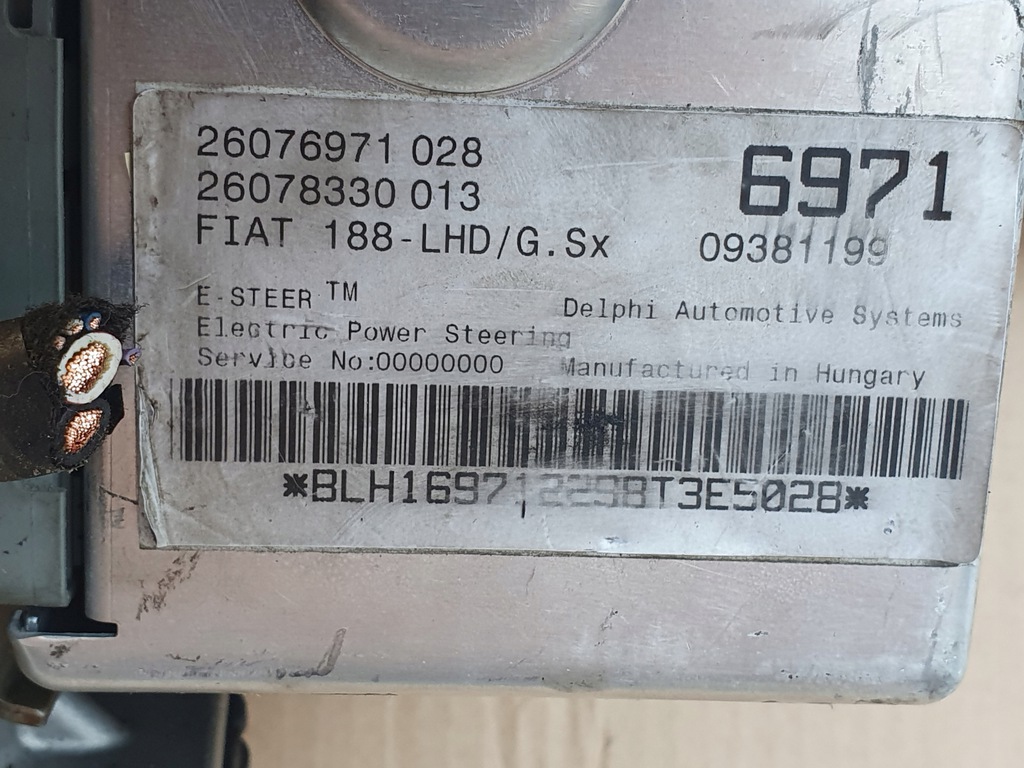 26076971 028
26078330 013
6971
FIAT 188-LHD/G.Sx
09381199
E-STEER TM
Delphi Automotive Systems
Electric Power Steering
Service No:00000000
Manufactured in Hungary
*BLH169712298T3E5028*